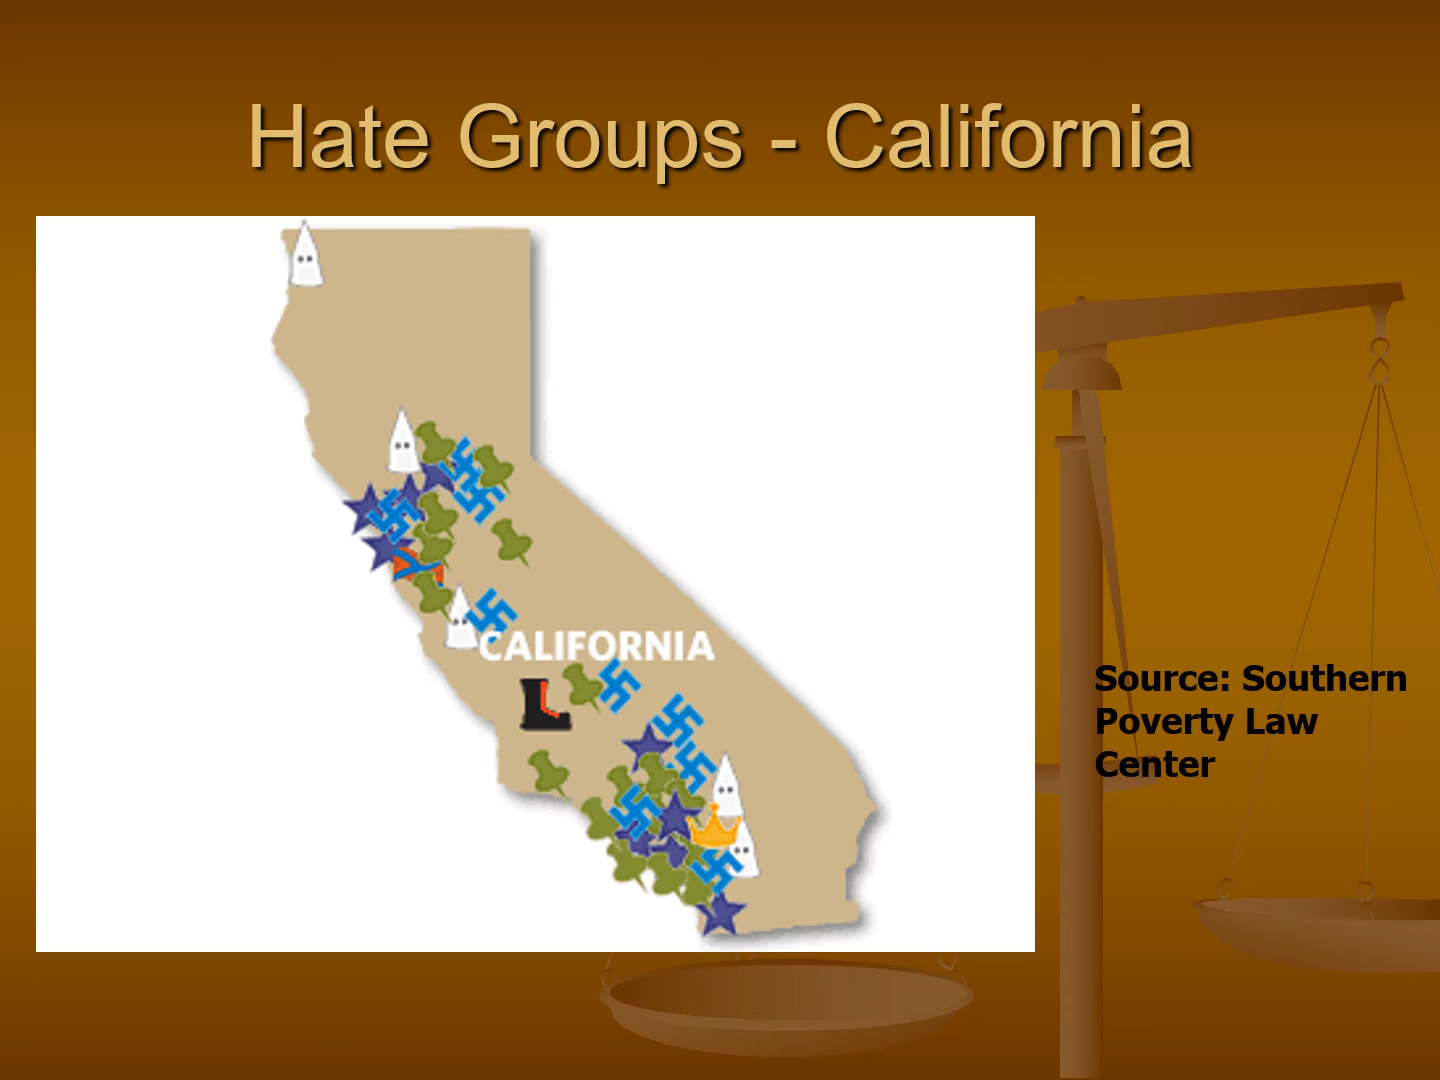 Hate Groups - California
CALIFORNIA
Source: Southern
Poverty Law
Center